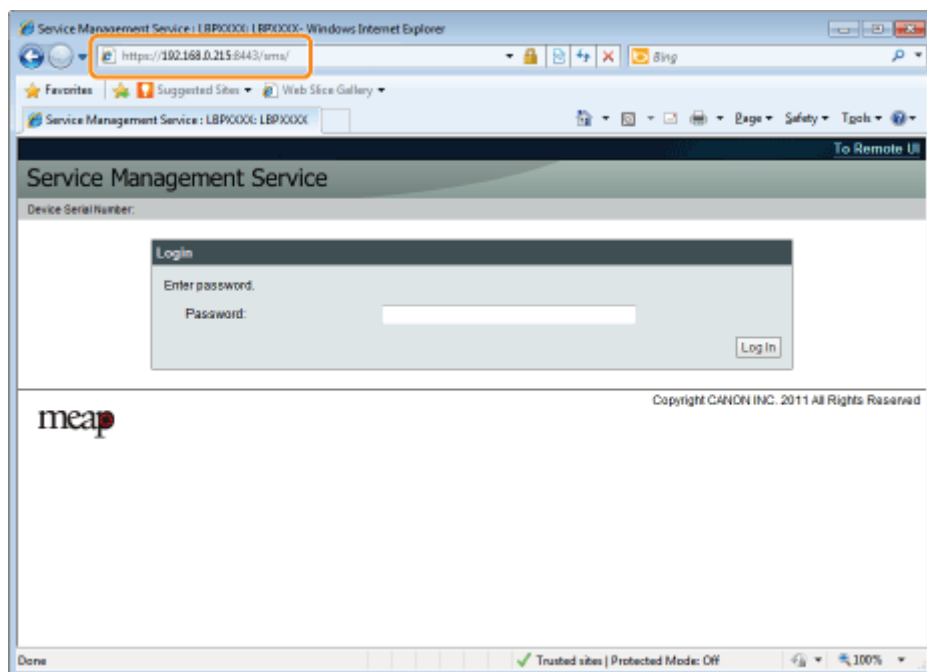 Service Management Service : LBPXXXX: LBPXXXX- Windows Internet Explorer
https://192.168.0.215:8443/sms/
Bing
Favorites Suggested Sites Web Slice Gallery
Service Management Service : LBPXXXX: LBPXXXX
Page Safety Tools
To Remote UI
Service Management Service
Device Serial Number:
Login
Enter password.
Password:
Log In
Copyright CANON INC. 2011 All Rights Reserved
meap
Done
Trusted sites | Protected Mode: Off
100%